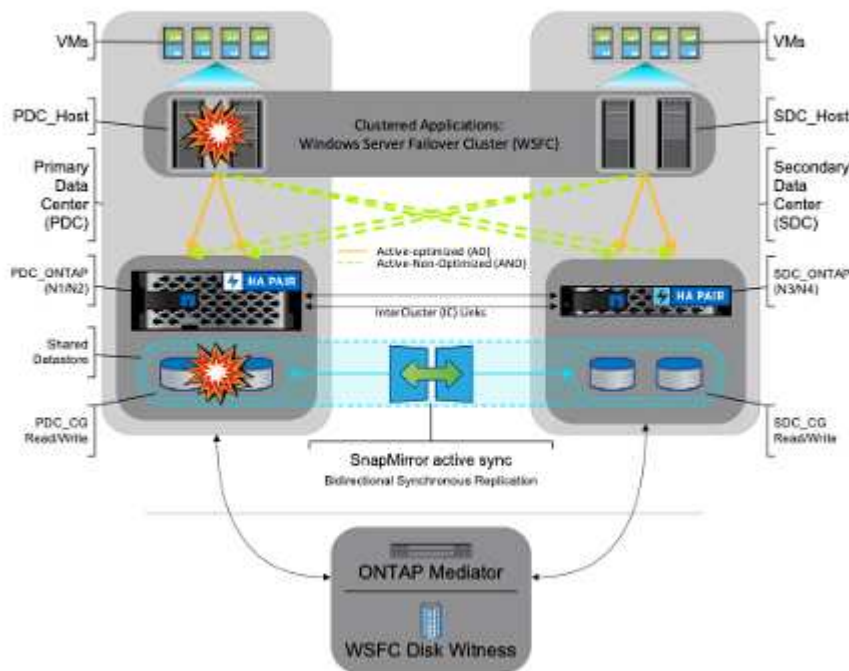 VMs
VMs
PDC_Host
SDC_Host
Clustered Applications:
Windows Server Failover Cluster (WSFC)
Primary
Data
Center
(PDC)
Secondary
Data
Center
(SDC)
Active-optimized (AO)
Active-Non-Optimized (ANO)
PDC_ONTAP
(N1/N2)
HA PAIR
SDC_ONTAP
(N3/N4)
HA PAIR
InterCluster (IC) Links
Shared
Datastore
PDC_CG
Read/Write
SDC_CG
Read/Write
SnapMirror active sync
Bidirectional Synchronous Replication
ONTAP Mediator
WSFC Disk Witness